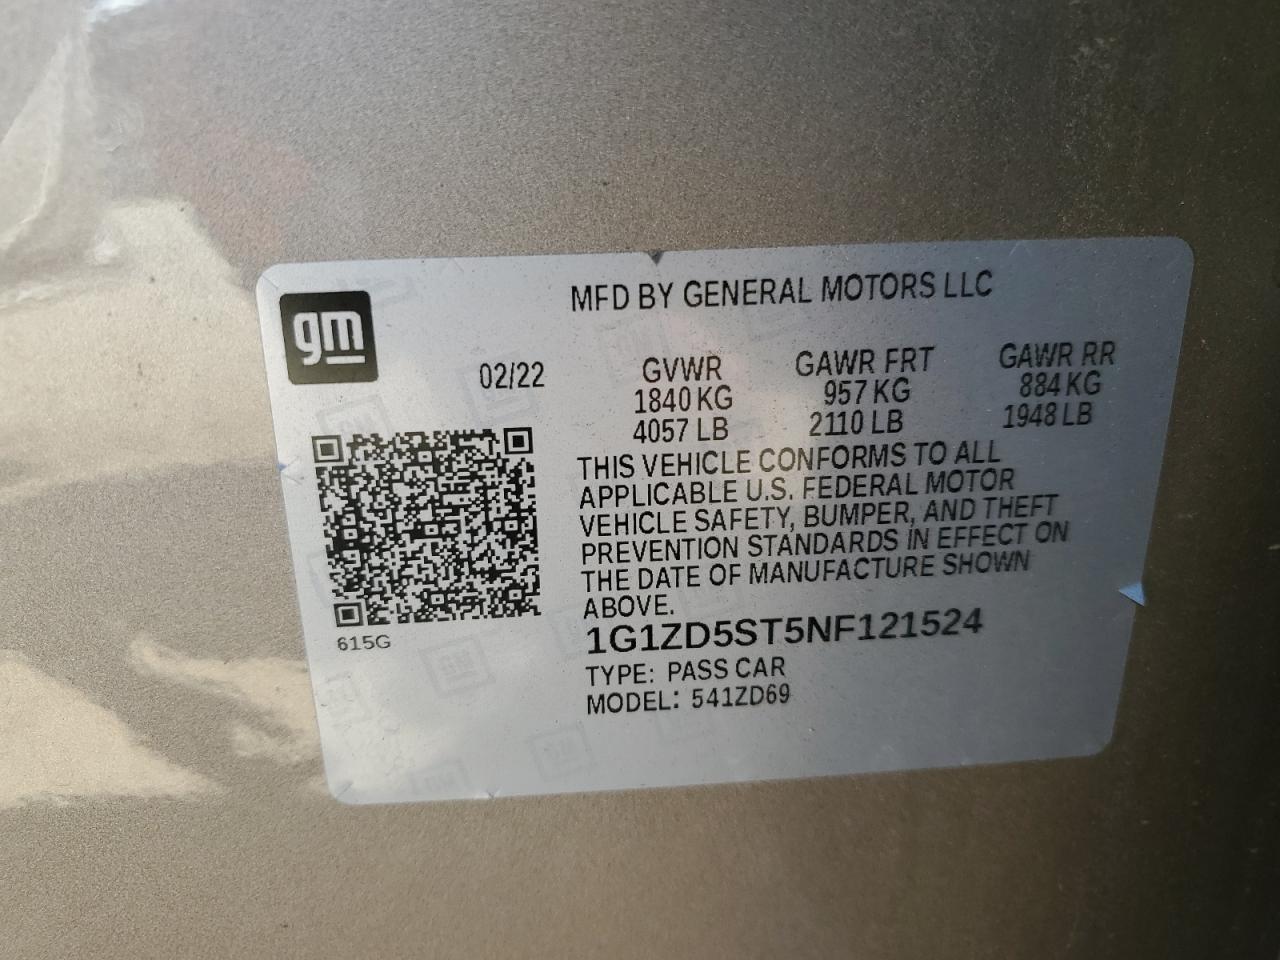 gm
MFD BY GENERAL MOTORS LLC
02/22
GVWR GAWR FRT GAWR RR
1840 KG 957 KG 884 KG
4057 LB 2110 LB 1948 LB
THIS VEHICLE CONFORMS TO ALL
APPLICABLE U.S. FEDERAL MOTOR
VEHICLE SAFETY, BUMPER, AND THEFT
PREVENTION STANDARDS IN EFFECT ON
THE DATE OF MANUFACTURE SHOWN
ABOVE.
615G
1G1ZD5ST5NF121524
TYPE: PASS CAR
MODEL: 541ZD69